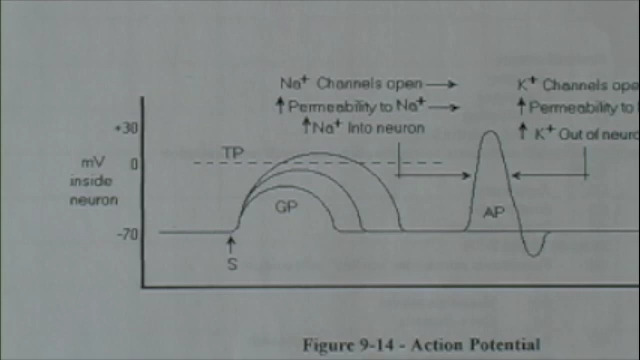 Na+ Channels open → K+ Channels ope
↑ Permeability to Na+ → ↑ Permeability to
↑Na+ Into neuron ↑ K+ Out of neuro
+30
TP
mV 0
inside
neuron
GP
AP
-70
S
Figure 9-14 - Action Potential